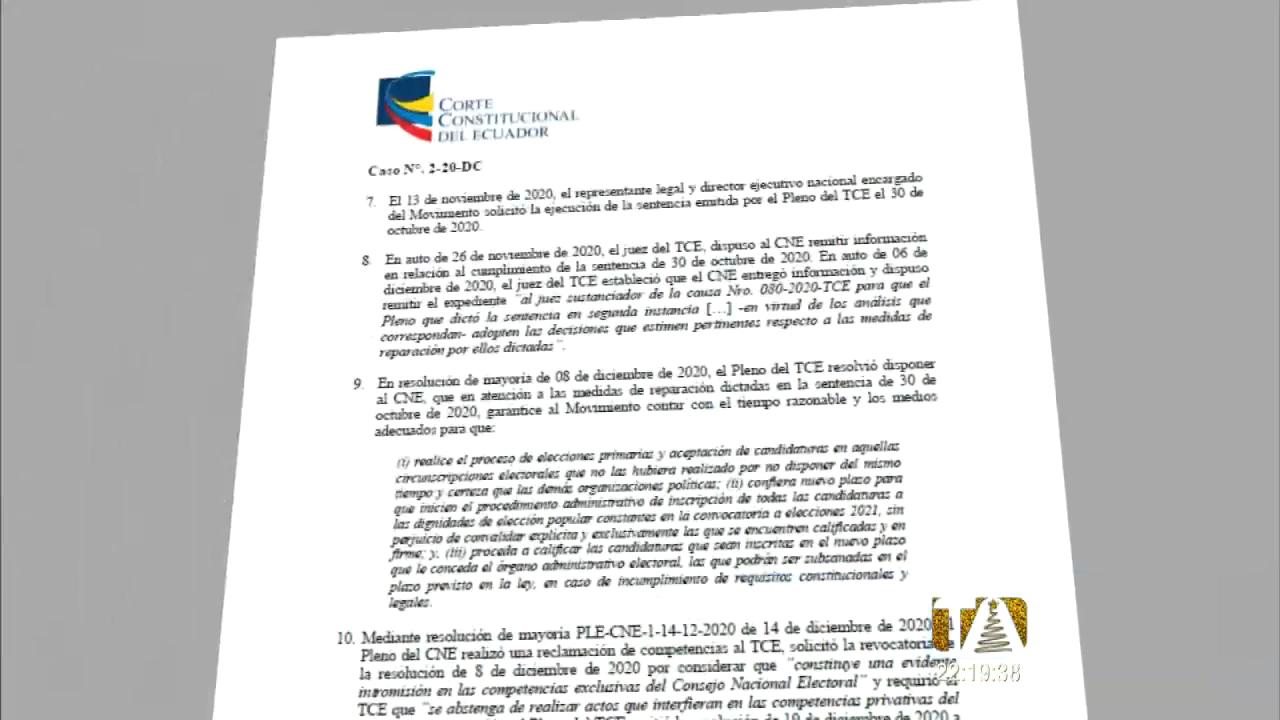 CORTE
CONSTITUCIONAL
DEL ECUADOR
Caso N°. 2-20-DC
7. El 13 de noviembre de 2020, el representante legal y director ejecutivo nacional encargado
del Movimiento solicitó la ejecución de la sentencia emitida por el Pleno del TCE el 30 de
octubre de 2020.
8. En auto de 26 de noviembre de 2020, el juez del TCE, dispuso al CNE remitir información
en relación al cumplimiento de la sentencia de 30 de octubre de 2020. En auto de 06 de
diciembre de 2020, el juez del TCE estableció que el CNE entregó información y dispuso
remitir el expediente "al juez sustanciador de la causa Nro. 080-2020-TCE para que el
Pleno que dictó la sentencia en segunda instancia [...] -en virtud de los análisis que
correspondan- adopten las decisiones que estimen pertinentes respecto a las medidas de
reparación por ellos dictadas".
9. En resolución de mayoría de 08 de diciembre de 2020, el Pleno del TCE resolvió disponer
al CNE, que en atención a las medidas de reparación dictadas en la sentencia de 30 de
octubre de 2020, garantice al Movimiento contar con el tiempo razonable y los medios
adecuados para que:
(i) realice el proceso de elecciones primarias y aceptación de candidaturas en aquellas
circunscripciones electorales que no las hubiera realizado por no disponer del mismo
tiempo y certeza que las demás organizaciones políticas; (ii) confiera nuevo plazo para
que inicien el procedimiento administrativo de inscripción de todas las candidaturas a
las dignidades de elección popular constantes en la convocatoria a elecciones 2021, sin
perjuicio de convalidar explícita y exclusivamente las que se encuentren calificadas y en
firme; y, (iii) proceda a calificar las candidaturas que sean inscritas en el nuevo plazo
que le conceda el órgano administrativo electoral, las que podrán ser subsanadas en el
plazo previsto en la ley, en caso de incumplimiento de requisitos constitucionales y
legales.
10. Mediante resolución de mayoría PLE-CNE-1-14-12-2020 de 14 de diciembre de 2020
Pleno del CNE realizó una reclamación de competencias al TCE, solicitó la revocatoria
la resolución de 8 de diciembre de 2020 por considerar que "constituye una evidente
intromisión en las competencias exclusivas del Consejo Nacional Electoral" y requirió al
TCE que "se abstenga de realizar actos que interfieran en las competencias privativas del
TA
22:19:38